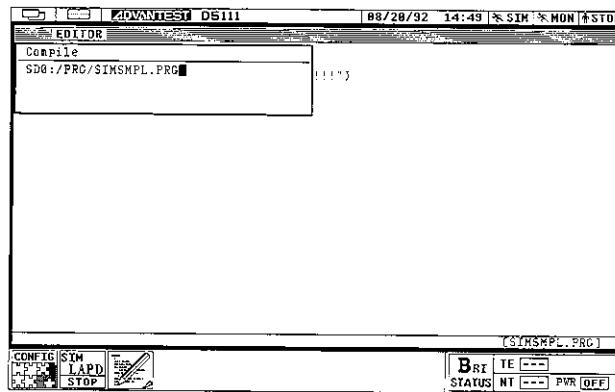 ADVANTEST D5111 08/20/92 14:49 SIM MON STO
EDITOR
Compile
SD0:/PRG/SIMSMPL.PRG
!!!"}
[SIMSMPL.PRG]
CONFIG SIM LAPD STOP
BRI STATUS TE --- NT --- PWR OFF